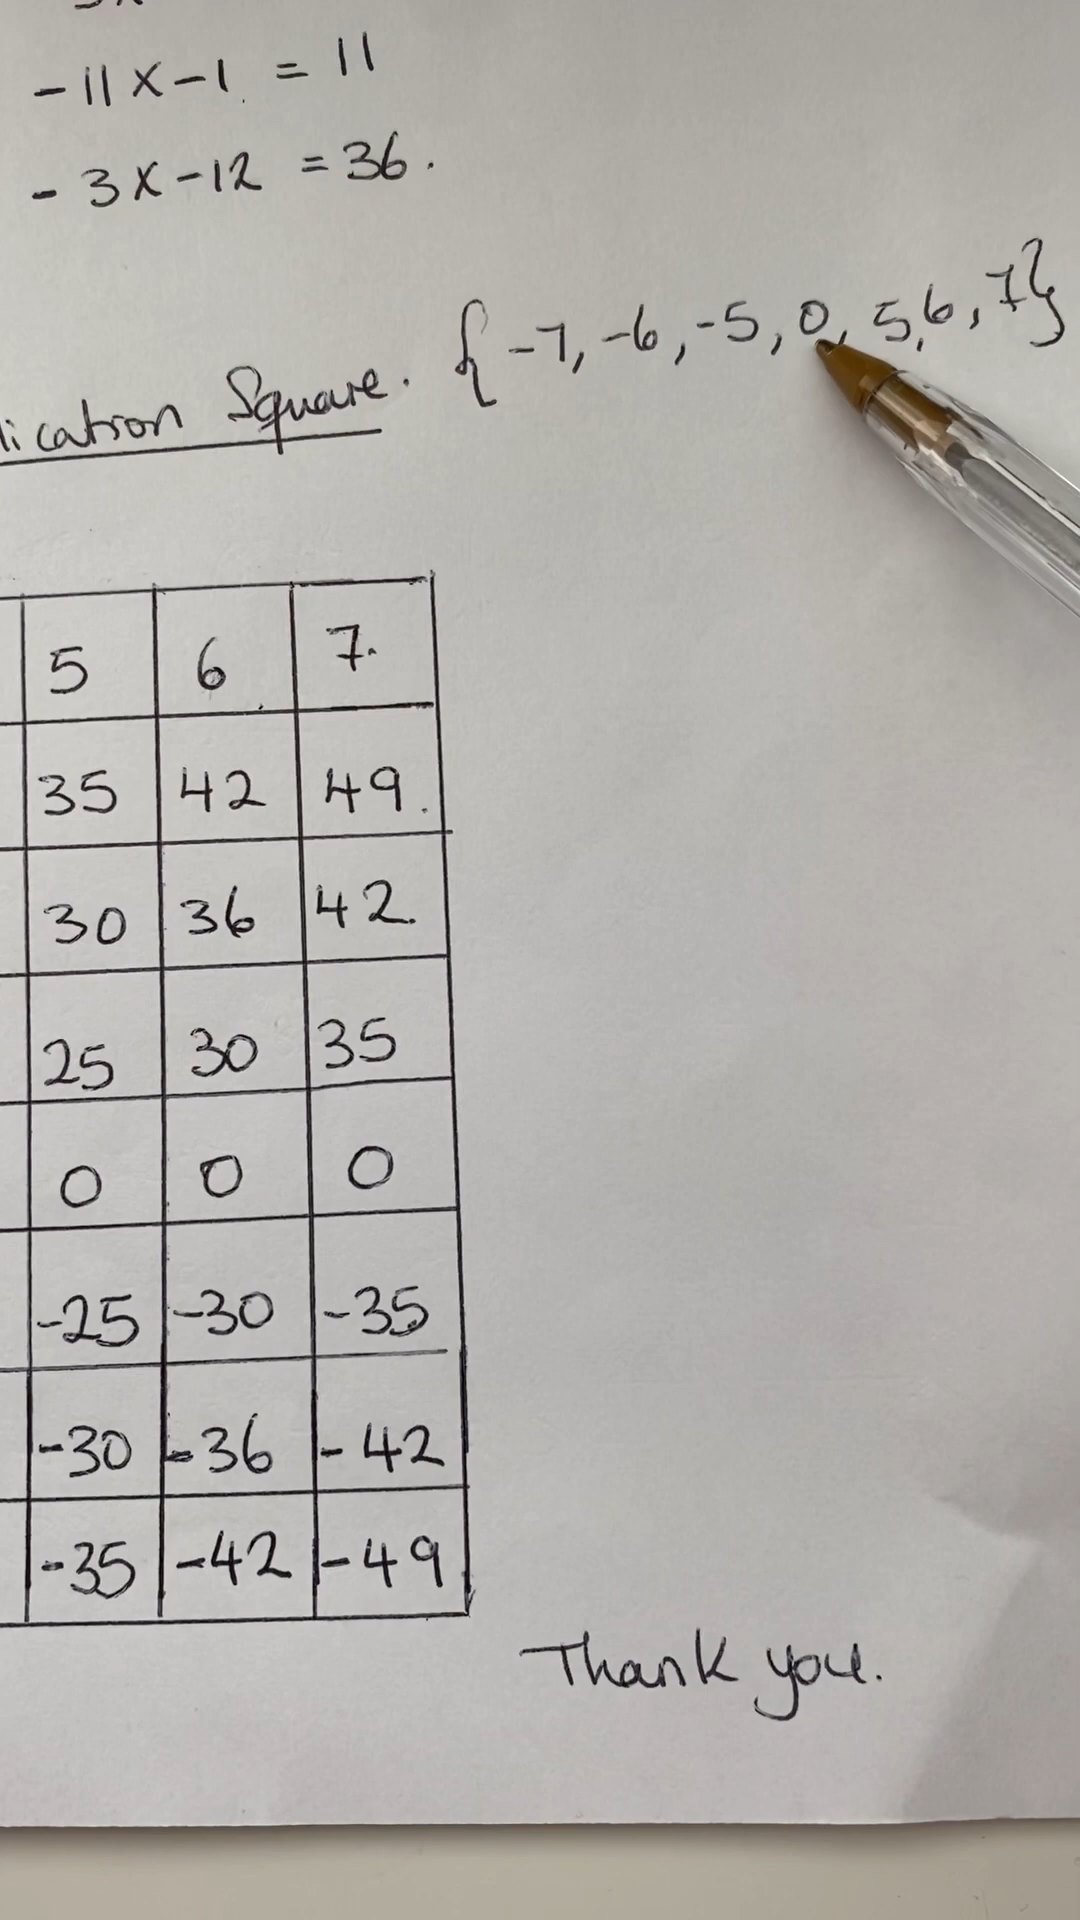 -11 x -1 = 11
- 3 x -12 = 36.
lication Square. {-7, -6, -5, 0, 5, 6, 7}
5 6 7.
35 42 49.
30 36 42.
25 30 35
0 0 0
-25 -30 -35
-30 -36 -42
-35 -42 -49
Thank you.